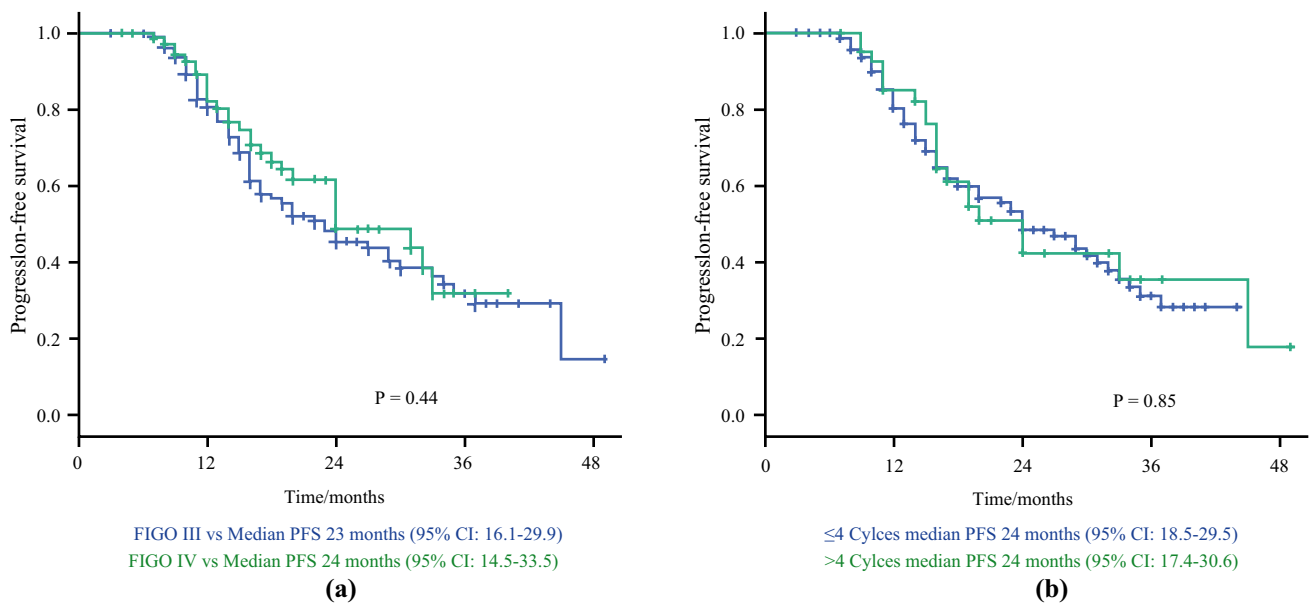 1.0
0.8
0.6
0.4
0.2
0.0
Progression-free survival
P = 0.44
0
12
24
36
48
Time/months
FIGO III vs Median PFS 23 months (95% CI: 16.1-29.9)
FIGO IV vs Median PFS 24 months (95% CI: 14.5-33.5)
(a)
1.0
0.8
0.6
0.4
0.2
0.0
Progression-free survival
P = 0.85
0
12
24
36
48
Time/months
≤4 Cylces median PFS 24 months (95% CI: 18.5-29.5)
>4 Cylces median PFS 24 months (95% CI: 17.4-30.6)
(b)